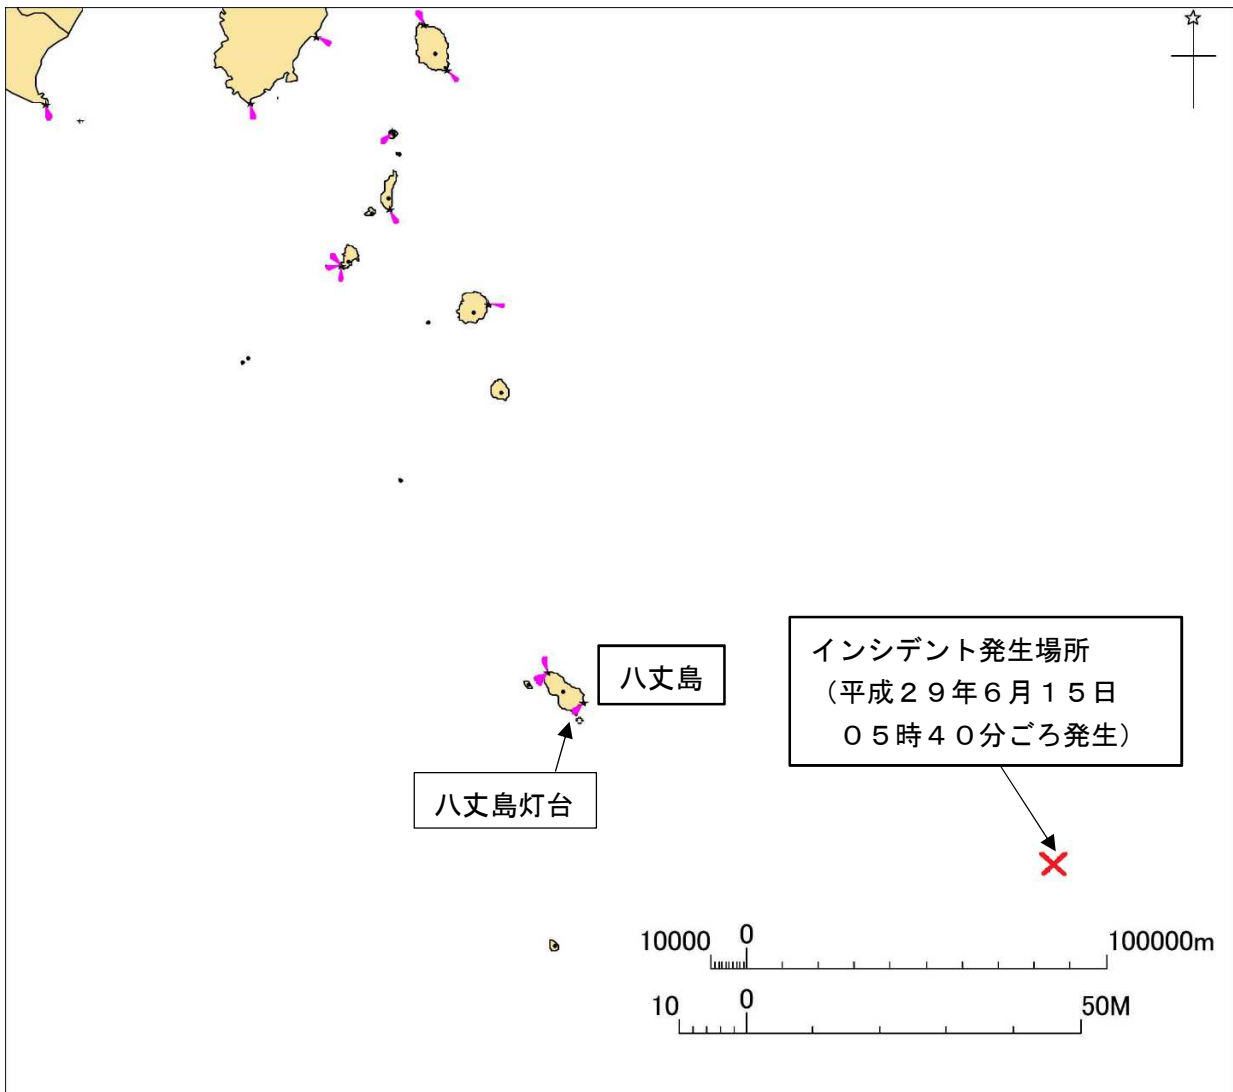 八丈島
インシデント発生場所
（平成２９年６月１５日
０５時４０分ごろ発生）
八丈島灯台
10000 0 100000m
10 0 50M